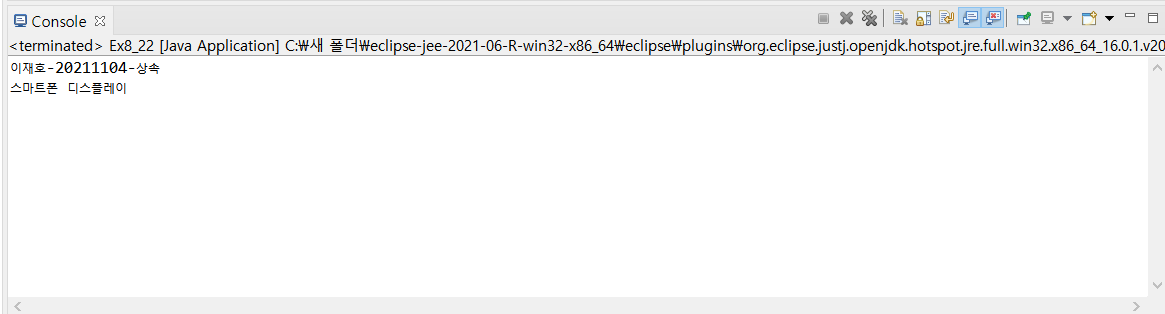 Console
<terminated> Ex8_22 [Java Application] C:₩새 폴더₩eclipse-jee-2021-06-R-win32-x86_64₩eclipse₩plugins₩org.eclipse.justj.openjdk.hotspot.jre.full.win32.x86_64_16.0.1.v20
이재호-20211104-상속
스마트폰 디스플레이